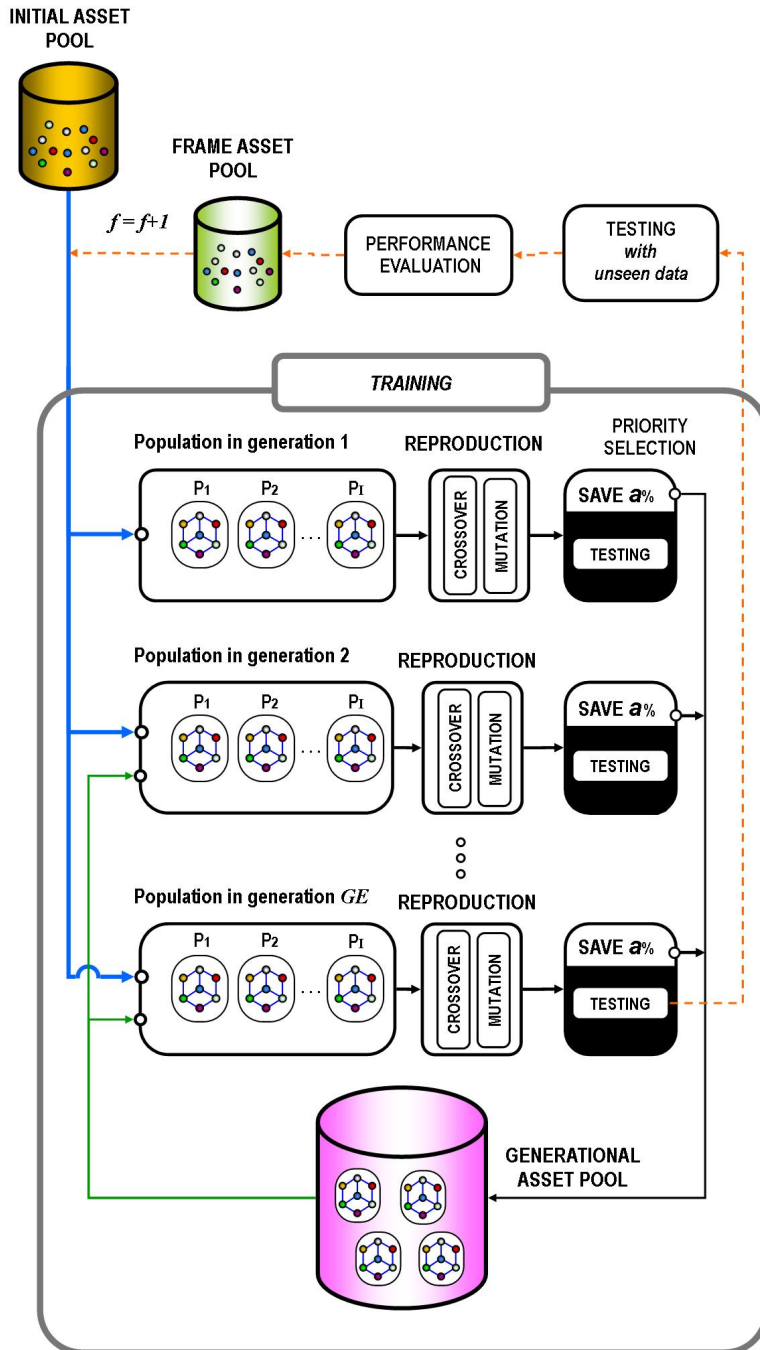 INITIAL ASSET
POOL
FRAME ASSET
POOL
f = f+1
PERFORMANCE
EVALUATION
TESTING
with
unseen data
TRAINING
Population in generation 1
REPRODUCTION
PRIORITY
SELECTION
P1 P2 PI
...
CROSSOVER
MUTATION
SAVE a%
TESTING
Population in generation 2
REPRODUCTION
P1 P2 PI
...
CROSSOVER
MUTATION
SAVE a%
TESTING
Population in generation GE
REPRODUCTION
P1 P2 PI
...
CROSSOVER
MUTATION
SAVE a%
TESTING
GENERATIONAL
ASSET POOL